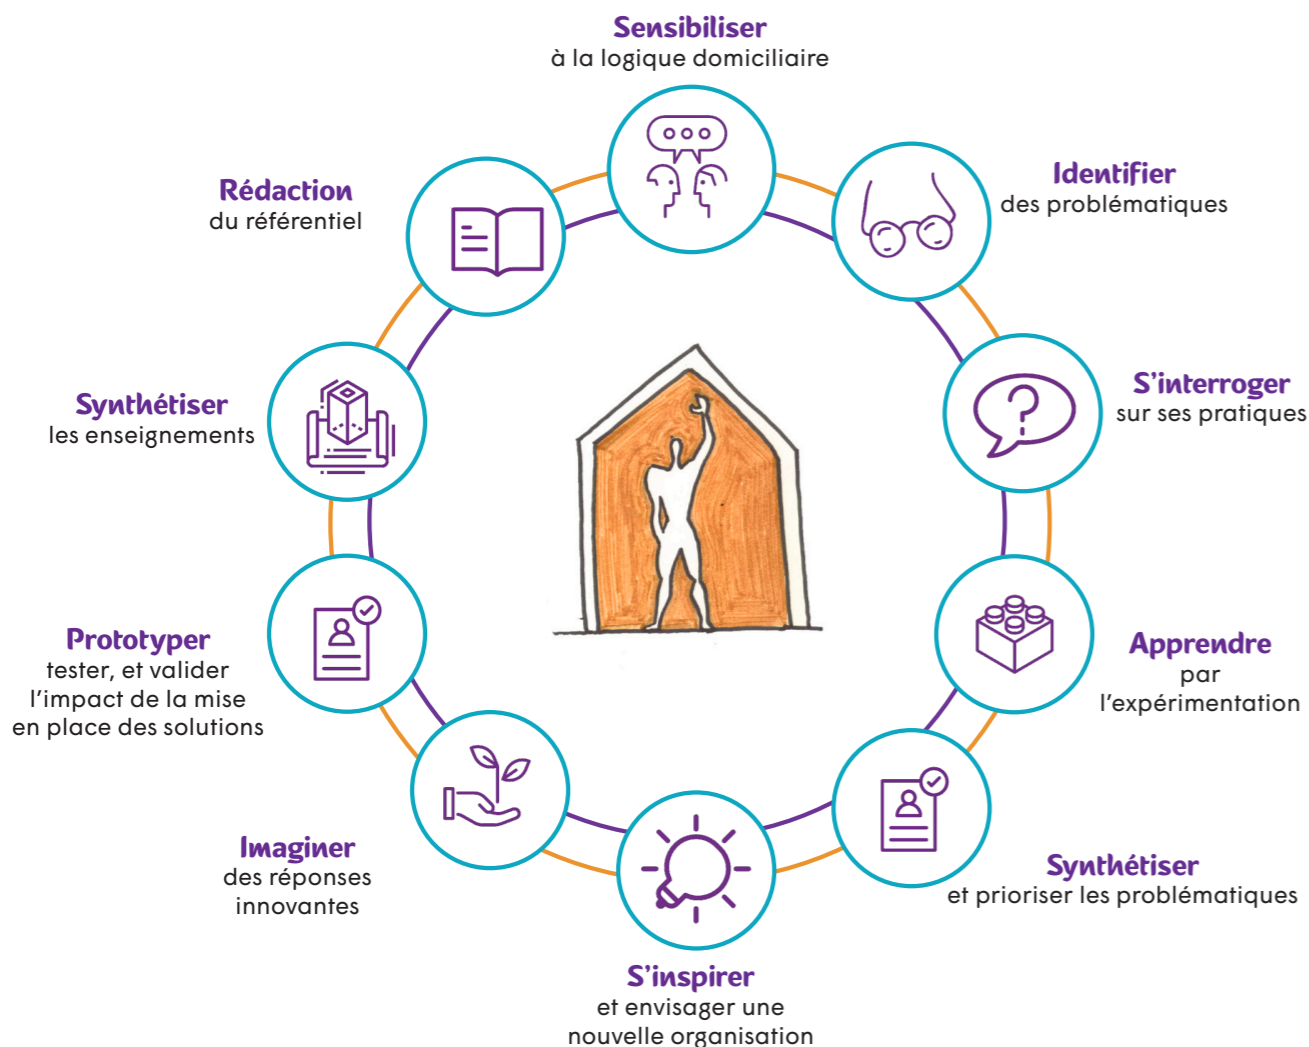 Sensibiliser
à la logique domiciliaire
Identifier
des problématiques
S'interroger
sur ses pratiques
Apprendre
par
l'expérimentation
Synthétiser
et prioriser les problématiques
S'inspirer
et envisager une
nouvelle organisation
Imaginer
des réponses
innovantes
Prototyper
tester, et valider
l'impact de la mise
en place des solutions
Synthétiser
les enseignements
Rédaction
du référentiel